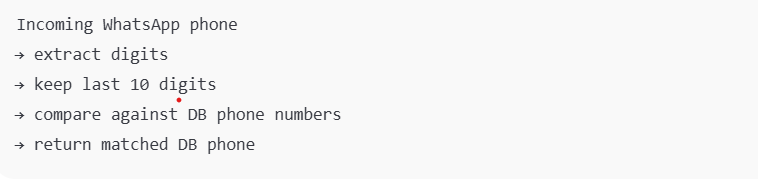 Incoming WhatsApp phone
→ extract digits
→ keep last 10 digits
→ compare against DB phone numbers
→ return matched DB phone